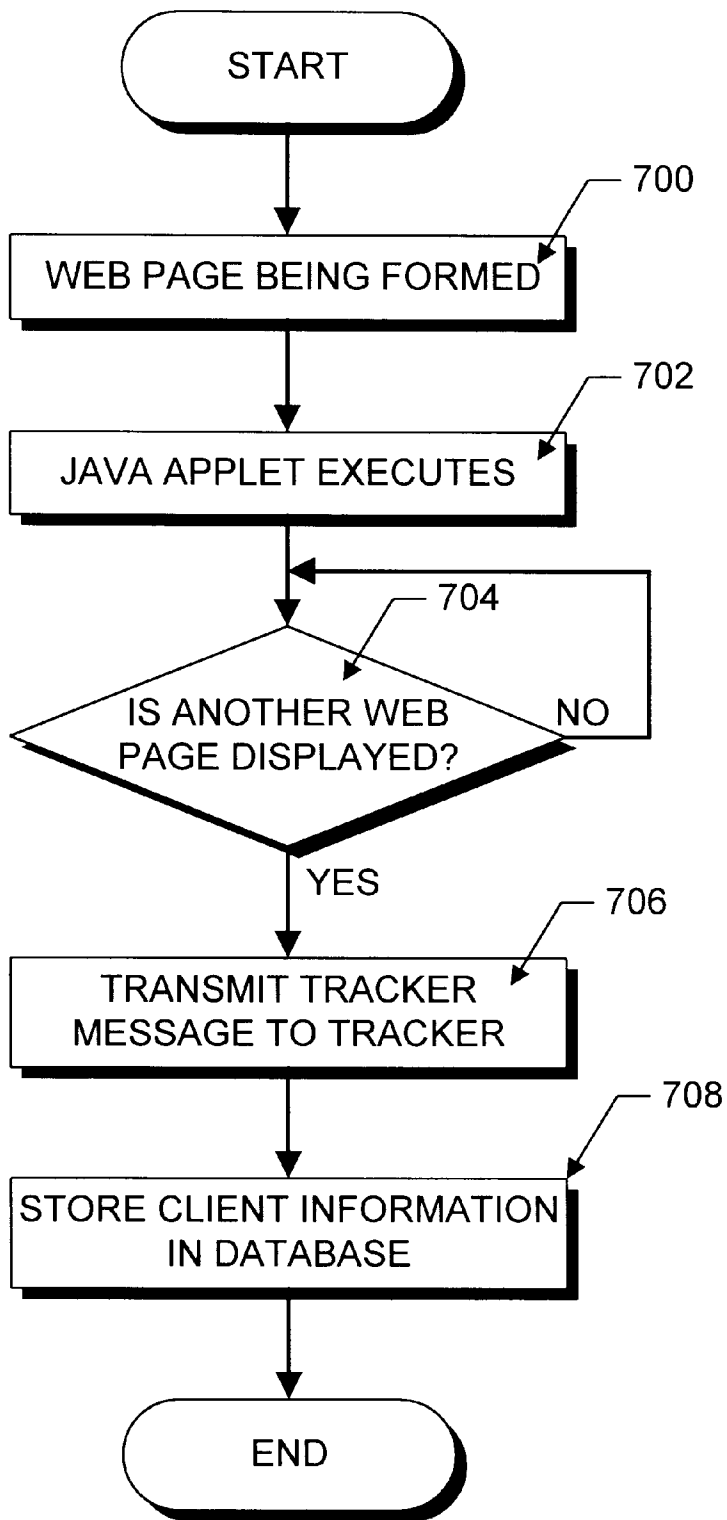 START
700
WEB PAGE BEING FORMED
702
JAVA APPLET EXECUTES
704
IS ANOTHER WEB
PAGE DISPLAYED?
NO
YES
706
TRANSMIT TRACKER
MESSAGE TO TRACKER
708
STORE CLIENT INFORMATION
IN DATABASE
END